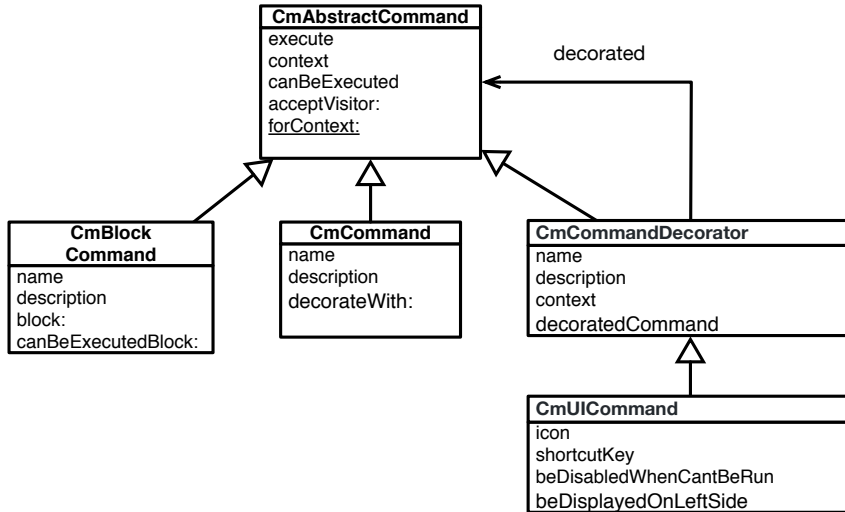 CmAbstractCommand
execute
context
canBeExecuted
acceptVisitor:
forContext:
decorated
CmBlock
Command
name
description
block:
canBeExecutedBlock:
CmCommand
name
description
decorateWith:
CmCommandDecorator
name
description
context
decoratedCommand
CmUICommand
icon
shortcutKey
beDisabledWhenCantBeRun
beDisplayedOnLeftSide